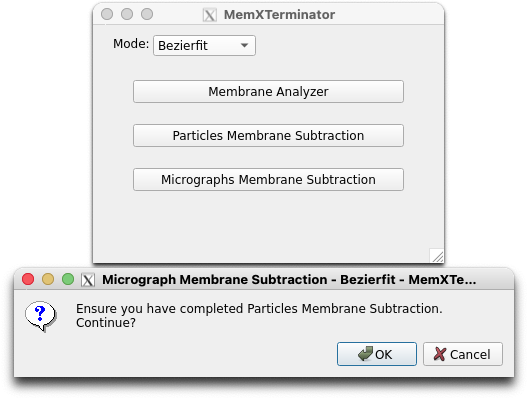 MemXTerminator
Mode: Bezierfit
Membrane Analyzer
Particles Membrane Subtraction
Micrographs Membrane Subtraction
Micrograph Membrane Subtraction - Bezierfit - MemXTe...
Ensure you have completed Particles Membrane Subtraction.
Continue?
OK Cancel